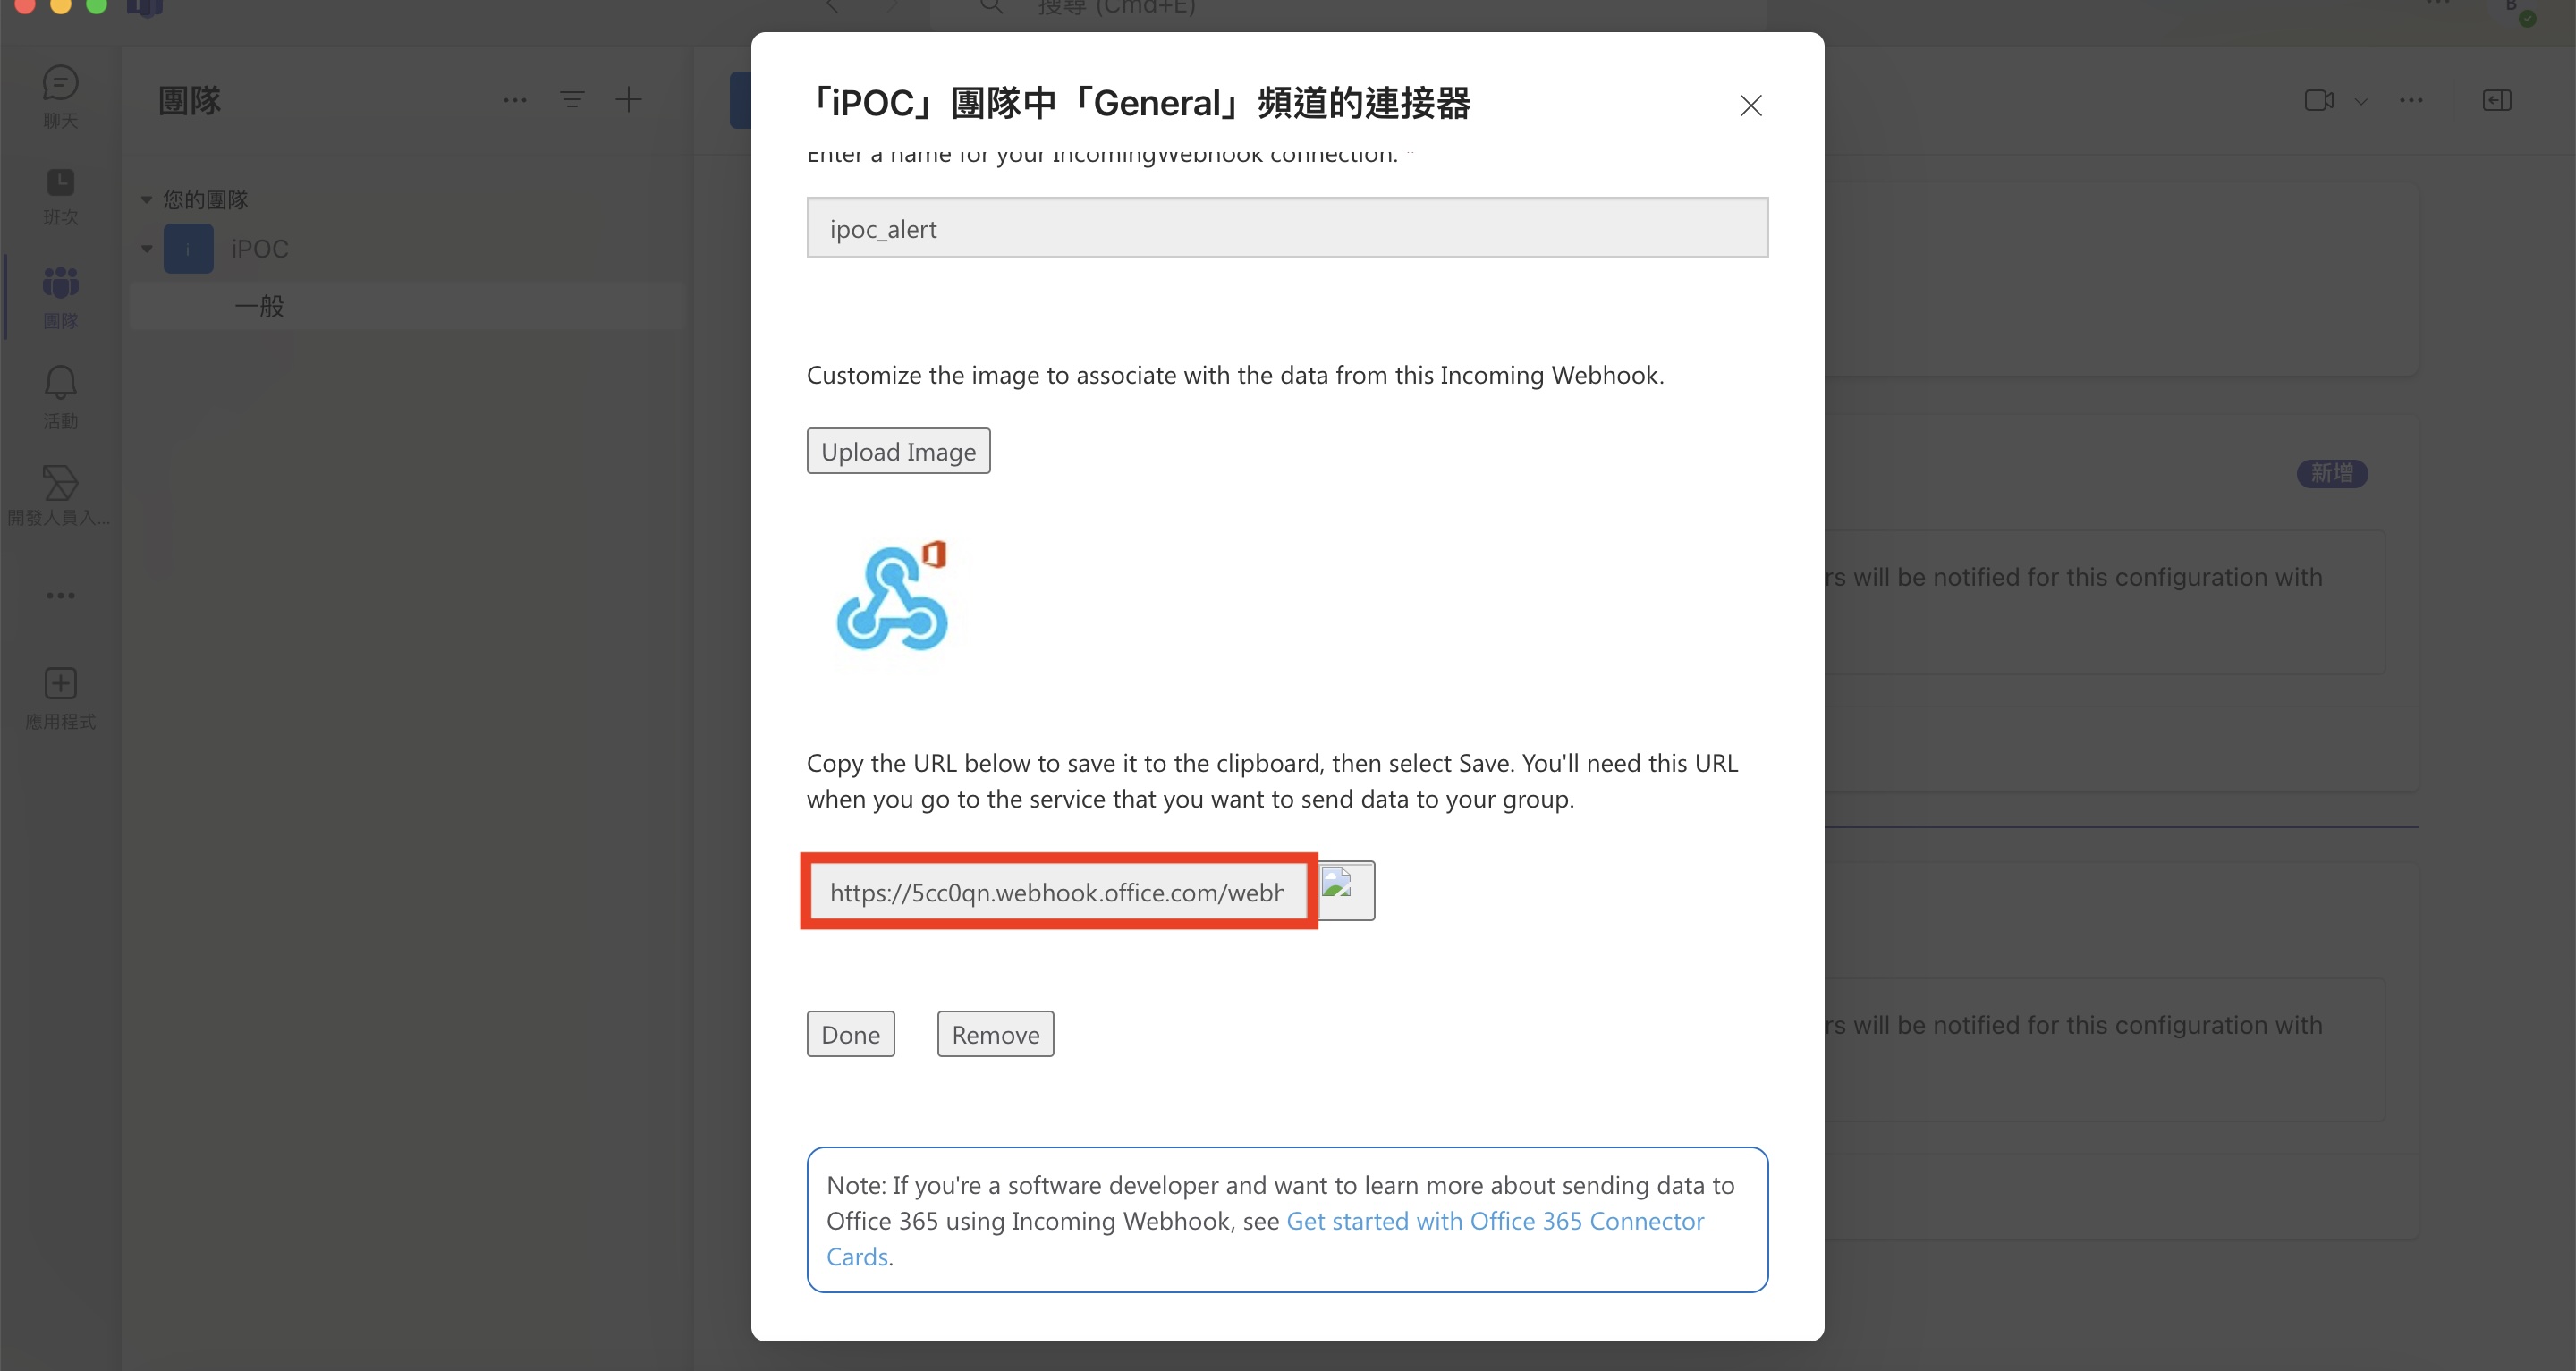 搜尋 (Cmd+E)
B
聊天
班次
團隊
活動
開發人員入...
應用程式
團隊
您的團隊
i iPOC
一般
「iPOC」團隊中「General」頻道的連接器
Enter a name for your IncomingWebhook connection. *
ipoc_alert
Customize the image to associate with the data from this Incoming Webhook.
Upload Image
Copy the URL below to save it to the clipboard, then select Save. You'll need this URL
when you go to the service that you want to send data to your group.
https://5cc0qn.webhook.office.com/webh
Done Remove
Note: If you're a software developer and want to learn more about sending data to
Office 365 using Incoming Webhook, see Get started with Office 365 Connector
Cards.
新增
rs will be notified for this configuration with
rs will be notified for this configuration with